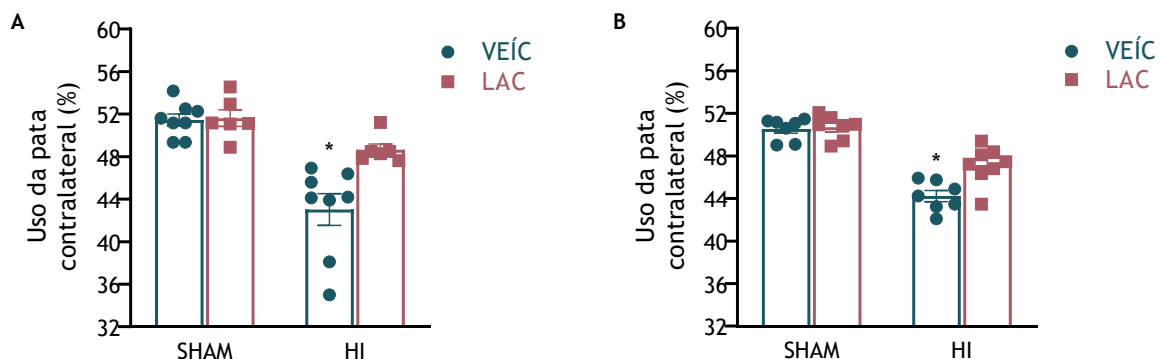 A
Uso da pata
contralateral (%)
60
56
52
48
44
40
36
32
*
SHAM
HI
VEÍC
LAC
B
Uso da pata
contralateral (%)
60
56
52
48
44
40
36
32
*
SHAM
HI
VEÍC
LAC